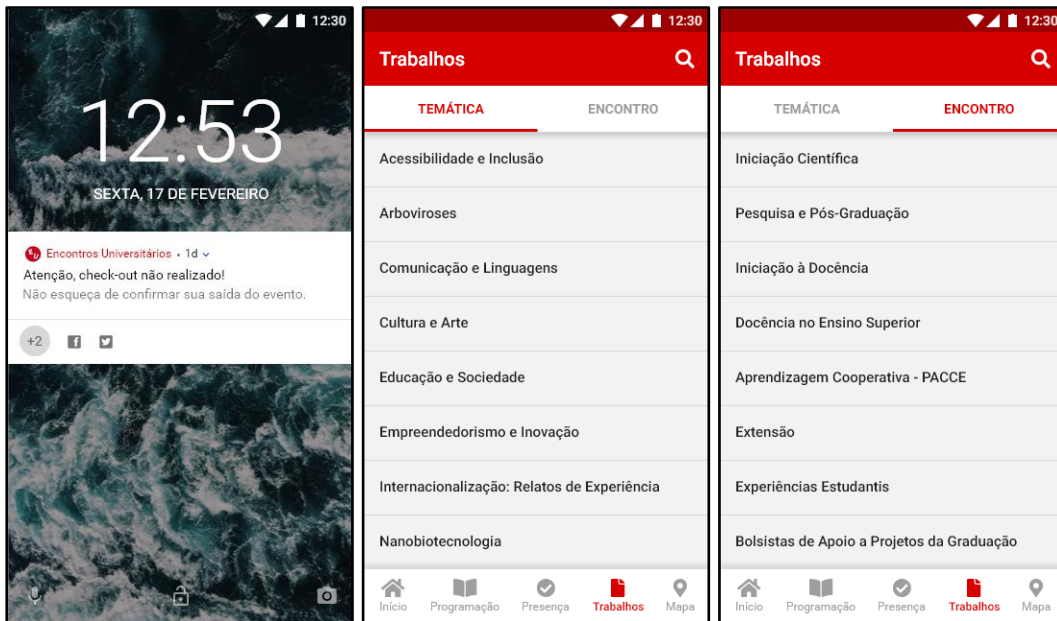 12:30
12:53
SEXTA, 17 DE FEVEREIRO
Encontros Universitários • 1d
Atenção, check-out não realizado!
Não esqueça de confirmar sua saída do evento.
+2
12:30
Trabalhos
TEMÁTICA ENCONTRO
Acessibilidade e Inclusão
Arboviroses
Comunicação e Linguagens
Cultura e Arte
Educação e Sociedade
Empreendedorismo e Inovação
Internacionalização: Relatos de Experiência
Nanobiotecnologia
Início Programação Presença Trabalhos Mapa
12:30
Trabalhos
TEMÁTICA ENCONTRO
Iniciação Científica
Pesquisa e Pós-Graduação
Iniciação à Docência
Docência no Ensino Superior
Aprendizagem Cooperativa - PACCE
Extensão
Experiências Estudantis
Bolsistas de Apoio a Projetos da Graduação
Início Programação Presença Trabalhos Mapa